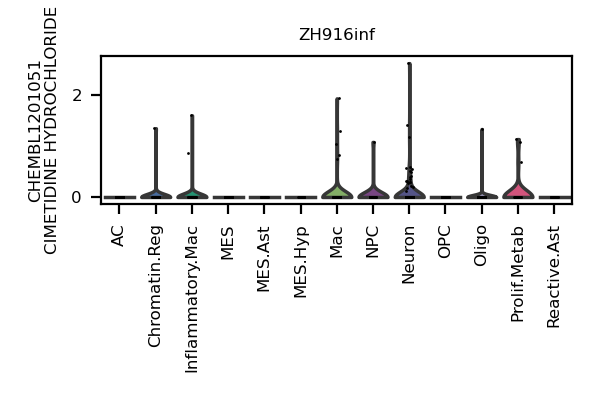 ZH916inf
CHEMBL1201051
CIMETIDINE HYDROCHLORIDE
2
0
AC
Chromatin.Reg
Inflammatory.Mac
MES
MES.Ast
MES.Hyp
Mac
NPC
Neuron
OPC
Oligo
Prolif.Metab
Reactive.Ast